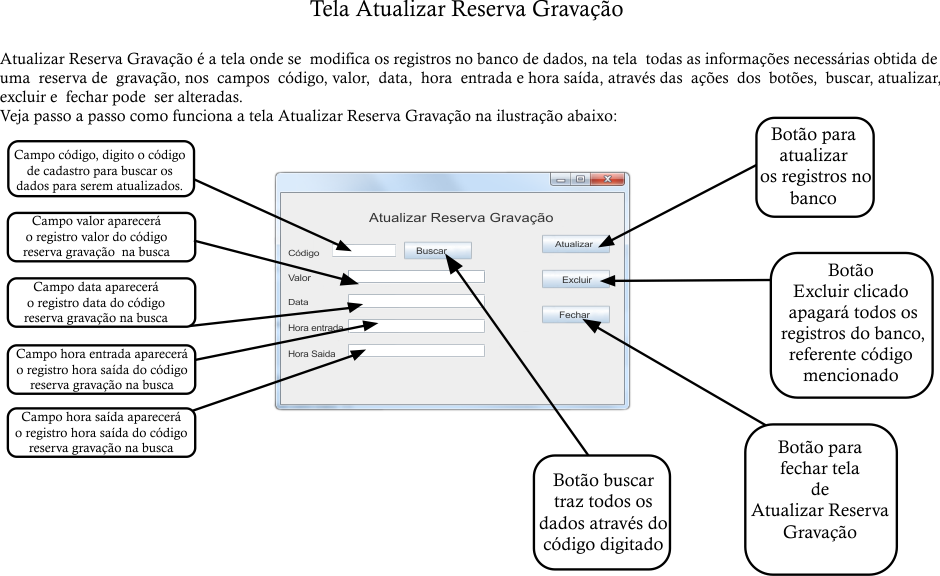 Tela Atualizar Reserva Gravação
Atualizar Reserva Gravação é a tela onde se modifica os registros no banco de dados, na tela todas as informações necessárias obtida de
uma reserva de gravação, nos campos código, valor, data, hora entrada e hora saída, através das ações dos botões, buscar, atualizar,
excluir e fechar pode ser alteradas.
Veja passo a passo como funciona a tela Atualizar Reserva Gravação na ilustração abaixo:
Campo código, digito o código
de cadastro para buscar os
dados para serem atualizados.
Campo valor aparecerá
o registro valor do código
reserva gravação na busca
Campo data aparecerá
o registro data do código
reserva gravação na busca
Campo hora entrada aparecerá
o registro hora saída do código
reserva gravação na busca
Campo hora saída aparecerá
o registro hora saída do código
reserva gravação na busca
Atualizar Reserva Gravação
Código
Buscar
Valor
Data
Hora entrada
Hora Saida
Atualizar
Excluir
Fechar
Botão para
atualizar
os registros no
banco
Botão
Excluir clicado
apagará todos os
registros do banco,
referente código
mencionado
Botão buscar
traz todos os
dados através do
código digitado
Botão para
fechar tela
de
Atualizar Reserva
Gravação